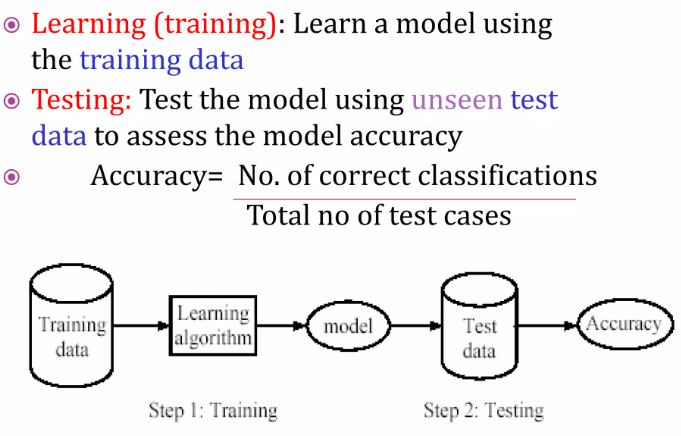 Learning (training): Learn a model using
the training data
Testing: Test the model using unseen test
data to assess the model accuracy
Accuracy= No. of correct classifications
Total no of test cases
Training
data
Learning
algorithm
model
Test
data
Accuracy
Step 1: Training
Step 2: Testing